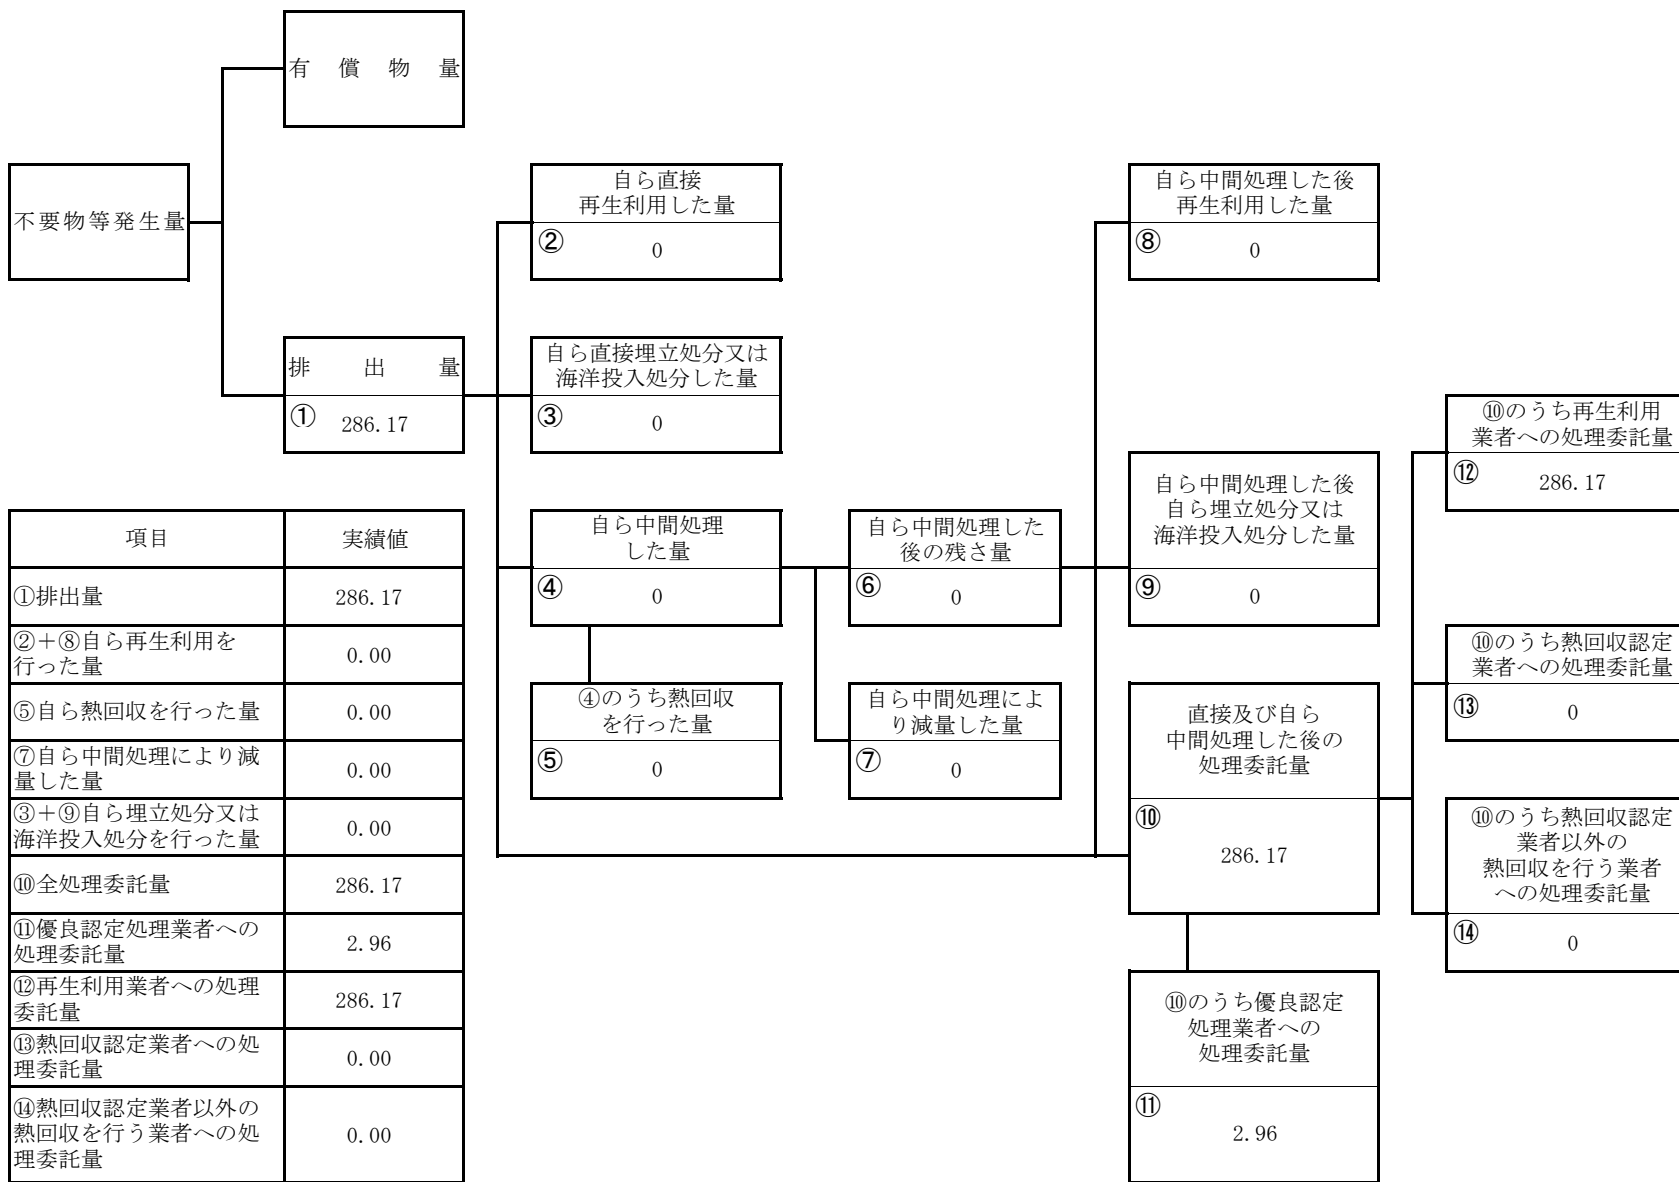 有償物量
不要物等発生量
排出量
① 286.17
自ら直接
再生利用した量
② 0
自ら直接埋立処分又は
海洋投入処分した量
③ 0
自ら中間処理
した量
④ 0
④のうち熱回収
を行った量
⑤ 0
自ら中間処理した
後の残さ量
⑥ 0
自ら中間処理によ
り減量した量
⑦ 0
自ら中間処理した後
再生利用した量
⑧ 0
自ら中間処理した後
自ら埋立処分又は
海洋投入処分した量
⑨ 0
直接及び自ら
中間処理した後の
処理委託量
⑩
286.17
⑩のうち優良認定
処理業者への
処理委託量
⑪
2.96
⑩のうち再生利用
業者への処理委託量
⑫ 286.17
⑩のうち熱回収認定
業者への処理委託量
⑬ 0
⑩のうち熱回収認定
業者以外の
熱回収を行う業者
への処理委託量
⑭ 0
項目 実績値
①排出量 286.17
②+⑧自ら再生利用を
行った量 0.00
⑤自ら熱回収を行った量 0.00
⑦自ら中間処理により減
量した量 0.00
③+⑨自ら埋立処分又は
海洋投入処分を行った量 0.00
⑩全処理委託量 286.17
⑪優良認定処理業者への
処理委託量 2.96
⑫再生利用業者への処理
委託量 286.17
⑬熱回収認定業者への処
理委託量 0.00
⑭熱回収認定業者以外の
熱回収を行う業者への処
理委託量 0.00